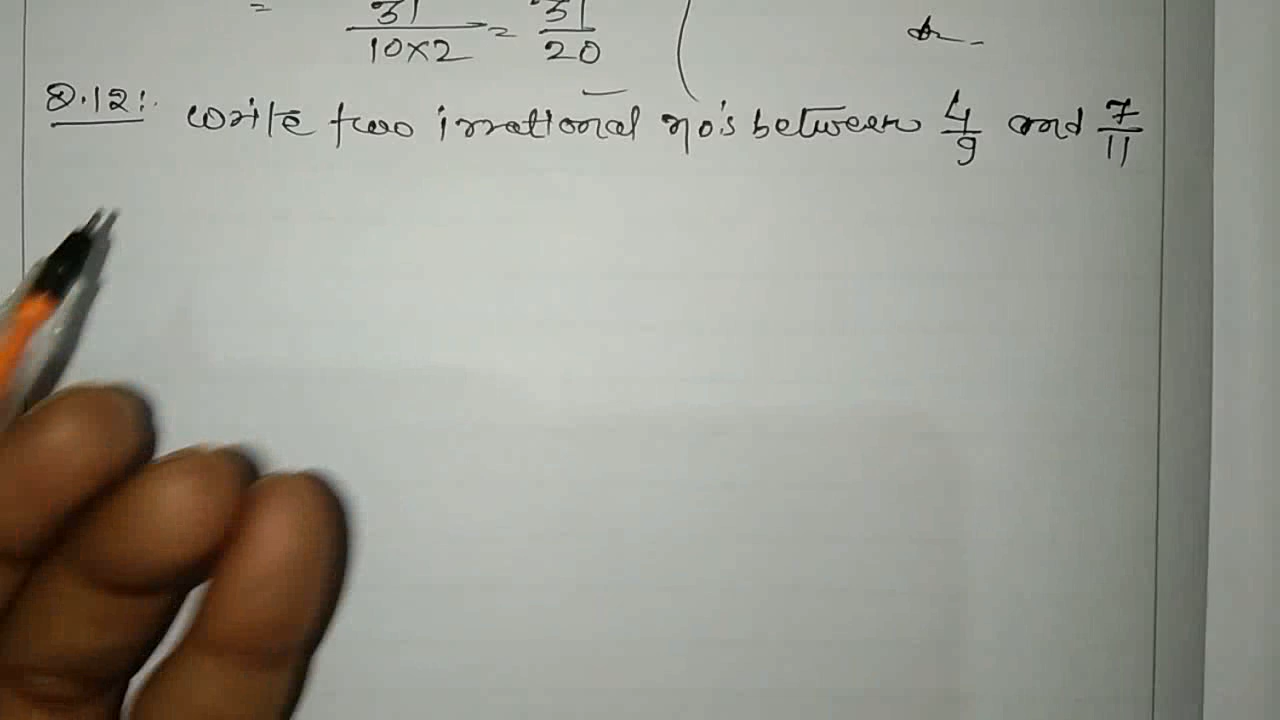 = 31/10×2 = 31/20
Q.12:. write two irrational no's between 4/9 and 7/11